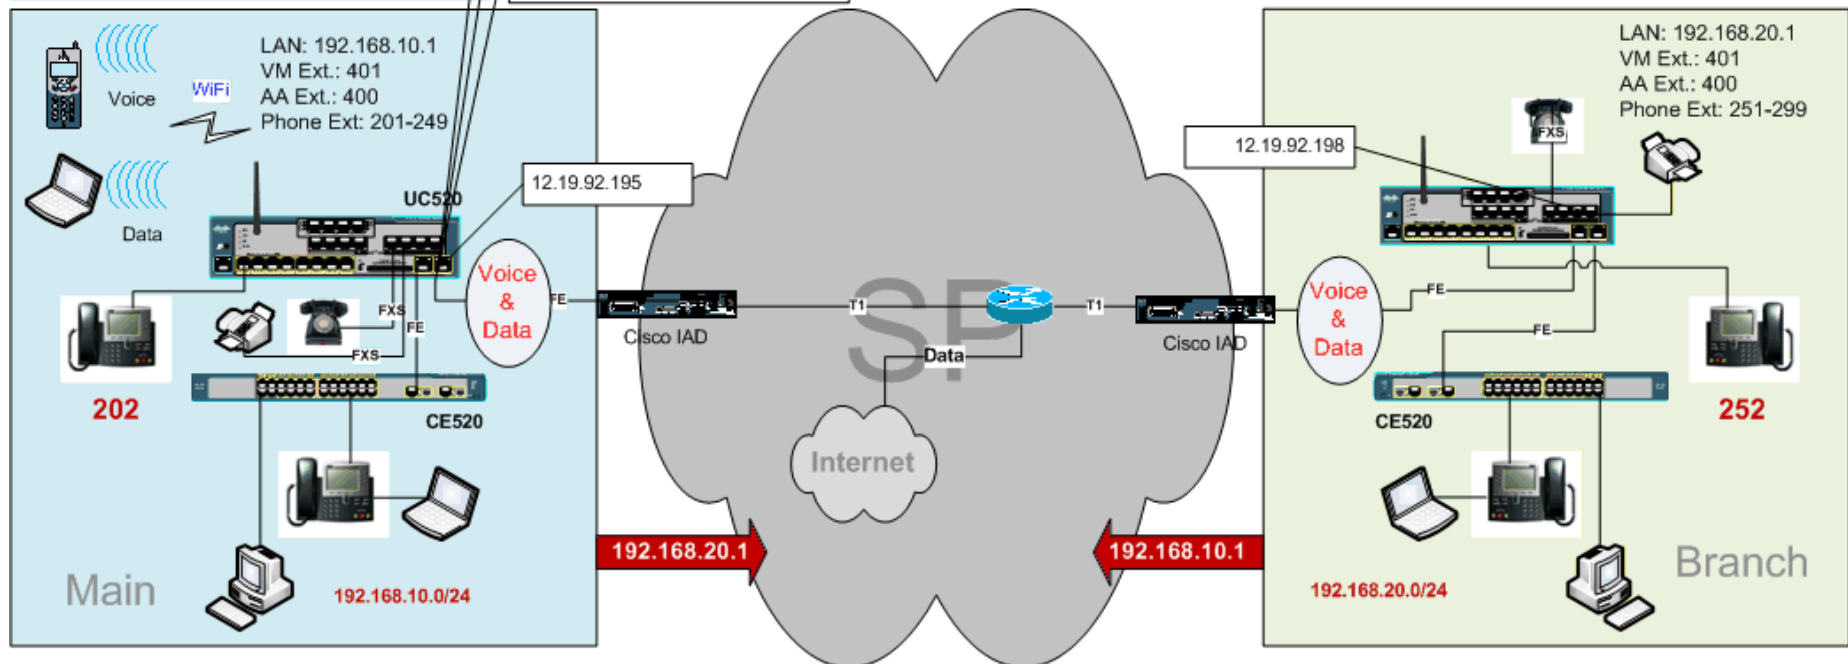 LAN: 192.168.10.1
VM Ext.: 401
AA Ext.: 400
Phone Ext: 201-249
Voice
WiFi
Data
UC520
12.19.92.195
Voice
&
Data
FE
FXS
FE
FXS
202
CE520
Main
192.168.10.0/24
Cisco IAD
T1
SP
T1
Data
Internet
Cisco IAD
192.168.20.1
192.168.10.1
LAN: 192.168.20.1
VM Ext.: 401
AA Ext.: 400
Phone Ext: 251-299
FXS
12.19.92.198
Voice
&
Data
FE
FE
252
CE520
192.168.20.0/24
Branch